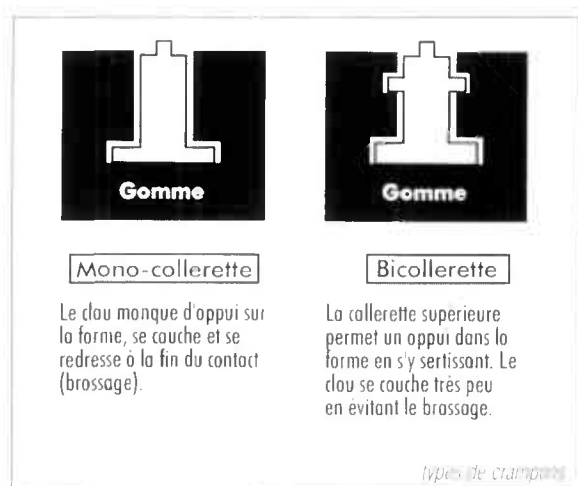 Gomme
Mono-collerette
Le clou manque d'appui sur
la forme, se couche et se
redresse à la fin du contact
(brossage).
Gomme
Bicollerette
La collerette supérieure
permet un appui dans la
forme en s'y sertissant. Le
clou se couche très peu
en évitant le brossage.
types de crampons